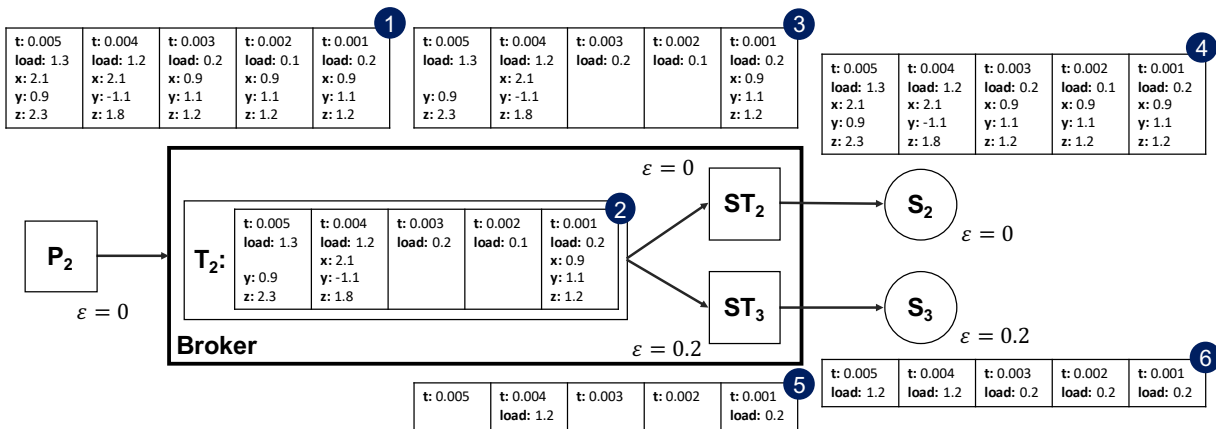 1
t: 0.005
load: 1.3
x: 2.1
y: 0.9
z: 2.3
t: 0.004
load: 1.2
x: 2.1
y: -1.1
z: 1.8
t: 0.003
load: 0.2
x: 0.9
y: 1.1
z: 1.2
t: 0.002
load: 0.1
x: 0.9
y: 1.1
z: 1.2
t: 0.001
load: 0.2
x: 0.9
y: 1.1
z: 1.2
3
t: 0.005
load: 1.3
y: 0.9
z: 2.3
t: 0.004
load: 1.2
x: 2.1
y: -1.1
z: 1.8
t: 0.003
load: 0.2
t: 0.002
load: 0.1
t: 0.001
load: 0.2
x: 0.9
y: 1.1
z: 1.2
4
t: 0.005
load: 1.3
x: 2.1
y: 0.9
z: 2.3
t: 0.004
load: 1.2
x: 2.1
y: -1.1
z: 1.8
t: 0.003
load: 0.2
x: 0.9
y: 1.1
z: 1.2
t: 0.002
load: 0.1
x: 0.9
y: 1.1
z: 1.2
t: 0.001
load: 0.2
x: 0.9
y: 1.1
z: 1.2
P₂
ε = 0
Broker
T₂:
2
t: 0.005
load: 1.3
y: 0.9
z: 2.3
t: 0.004
load: 1.2
x: 2.1
y: -1.1
z: 1.8
t: 0.003
load: 0.2
t: 0.002
load: 0.1
t: 0.001
load: 0.2
x: 0.9
y: 1.1
z: 1.2
ε = 0
ST₂
S₂
ε = 0
ST₃
ε = 0.2
S₃
ε = 0.2
5
t: 0.005
t: 0.004
load: 1.2
t: 0.003
t: 0.002
t: 0.001
load: 0.2
6
t: 0.005
load: 1.2
t: 0.004
load: 1.2
t: 0.003
load: 0.2
t: 0.002
load: 0.2
t: 0.001
load: 0.2